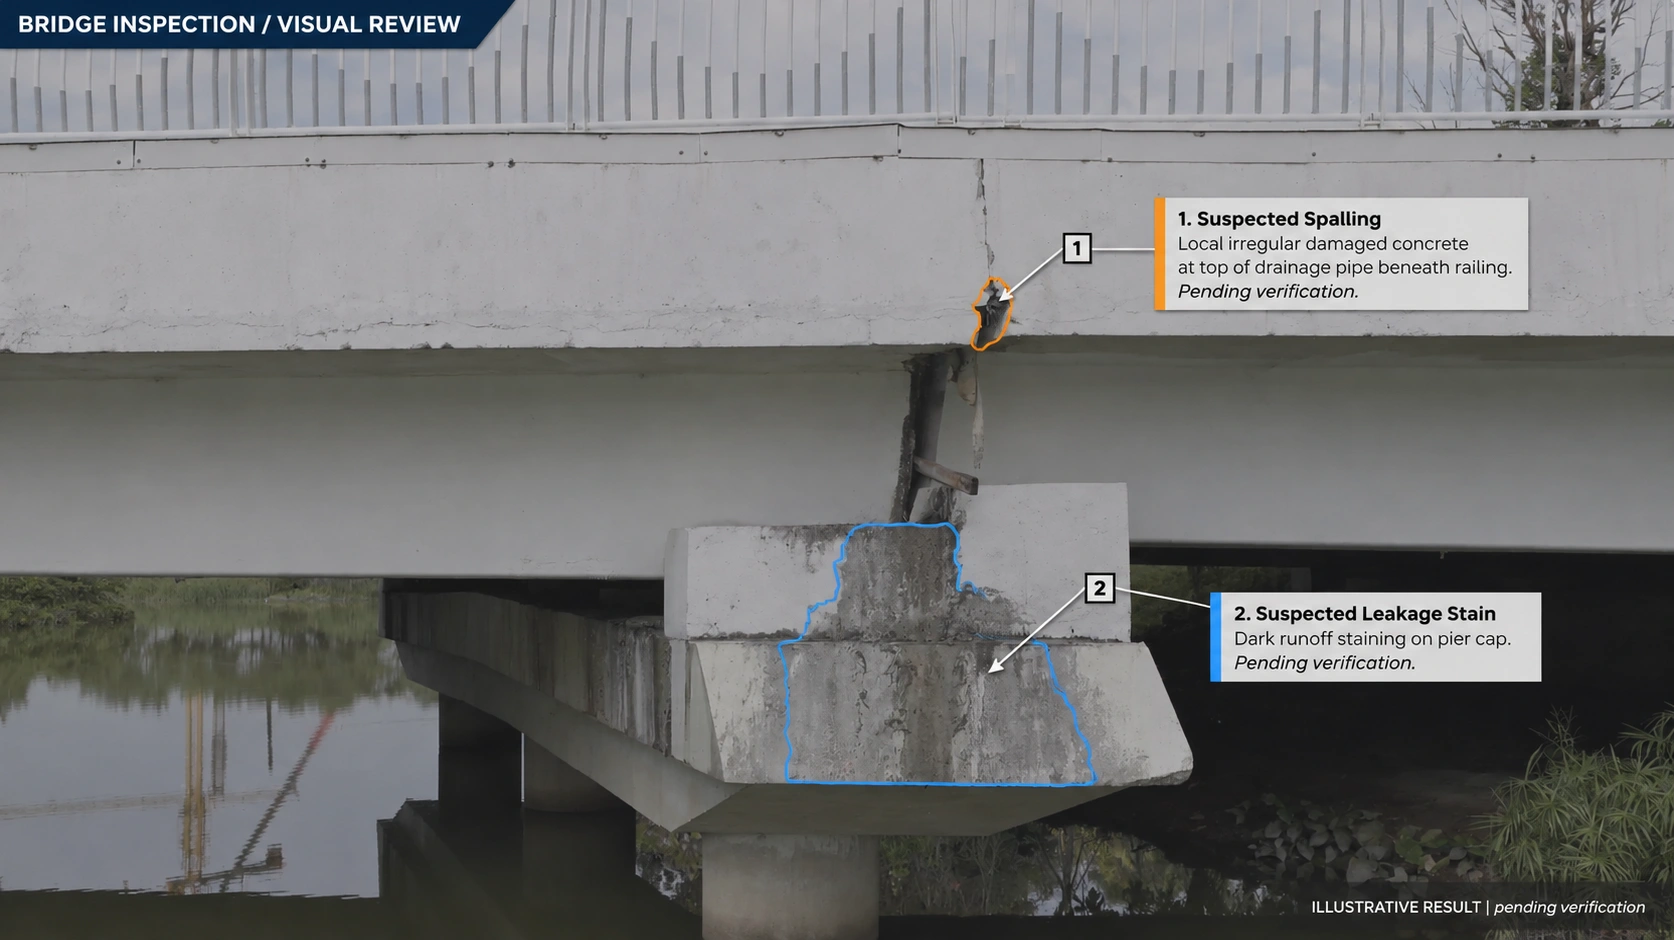 BRIDGE INSPECTION / VISUAL REVIEW
1
1. Suspected Spalling
Local irregular damaged concrete
at top of drainage pipe beneath railing.
Pending verification.
2
2. Suspected Leakage Stain
Dark runoff staining on pier cap.
Pending verification.
ILLUSTRATIVE RESULT | pending verification